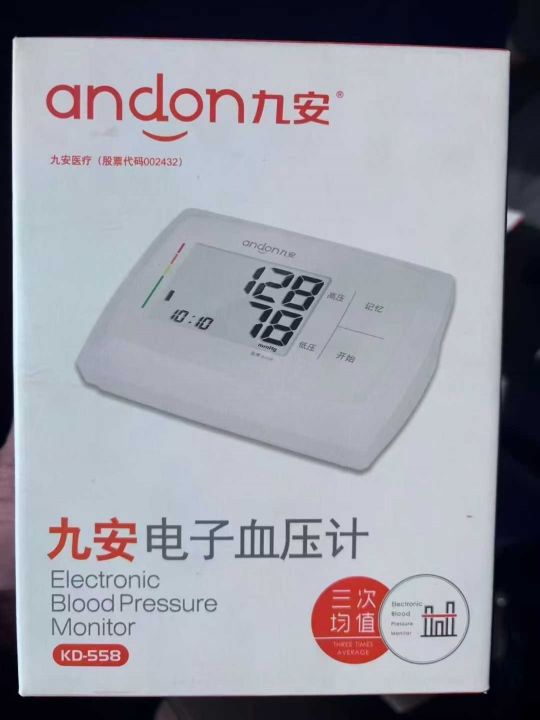 andon九安®
九安医疗（股票代码002432）
andon九安
128
高压
记忆
78
mmHg
10:10
低压
开始
九安电子血压计
Electronic
Blood Pressure
Monitor
KD-558
三次
均值
THREE TIMES
AVERAGE
Electronic
Blood
Pressure
Monitor